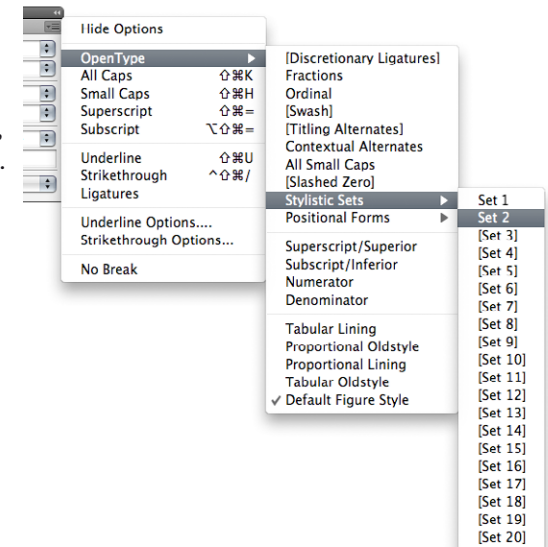 Hide Options
OpenType
All Caps ⇧⌘K
Small Caps ⇧⌘H
Superscript ⇧⌘=
Subscript ⌥⇧⌘=
Underline ⇧⌘U
Strikethrough ^⇧⌘/
Ligatures
Underline Options....
Strikethrough Options...
No Break
[Discretionary Ligatures]
Fractions
Ordinal
[Swash]
[Titling Alternates]
Contextual Alternates
All Small Caps
[Slashed Zero]
Stylistic Sets
Positional Forms
Superscript/Superior
Subscript/Inferior
Numerator
Denominator
Tabular Lining
Proportional Oldstyle
Proportional Lining
Tabular Oldstyle
✓ Default Figure Style
Set 1
Set 2
[Set 3]
[Set 4]
[Set 5]
[Set 6]
[Set 7]
[Set 8]
[Set 9]
[Set 10]
[Set 11]
[Set 12]
[Set 13]
[Set 14]
[Set 15]
[Set 16]
[Set 17]
[Set 18]
[Set 19]
[Set 20]